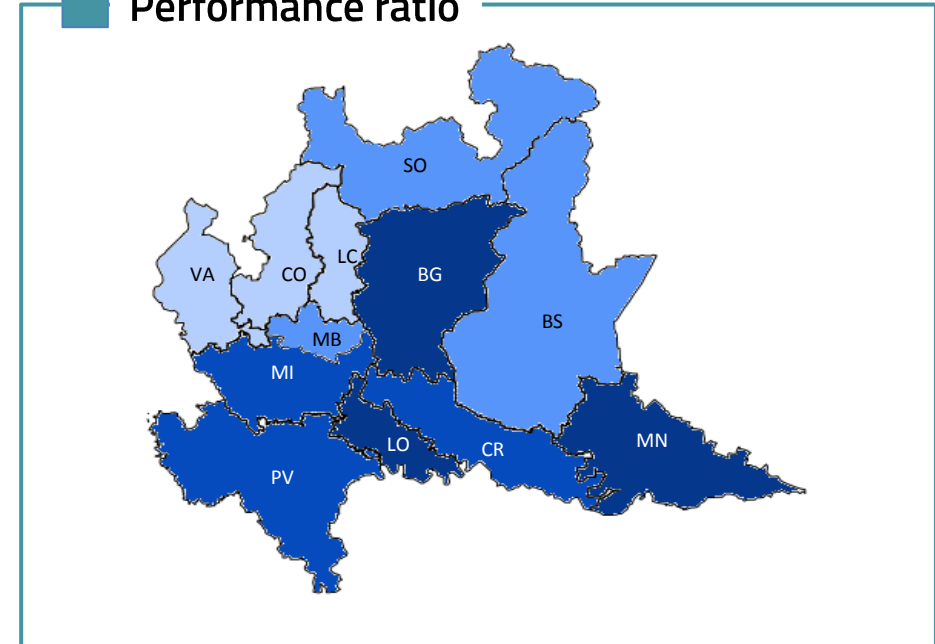 Performance ratio
SO
VA
CO
LC
BG
BS
MB
MI
MN
LO
CR
PV